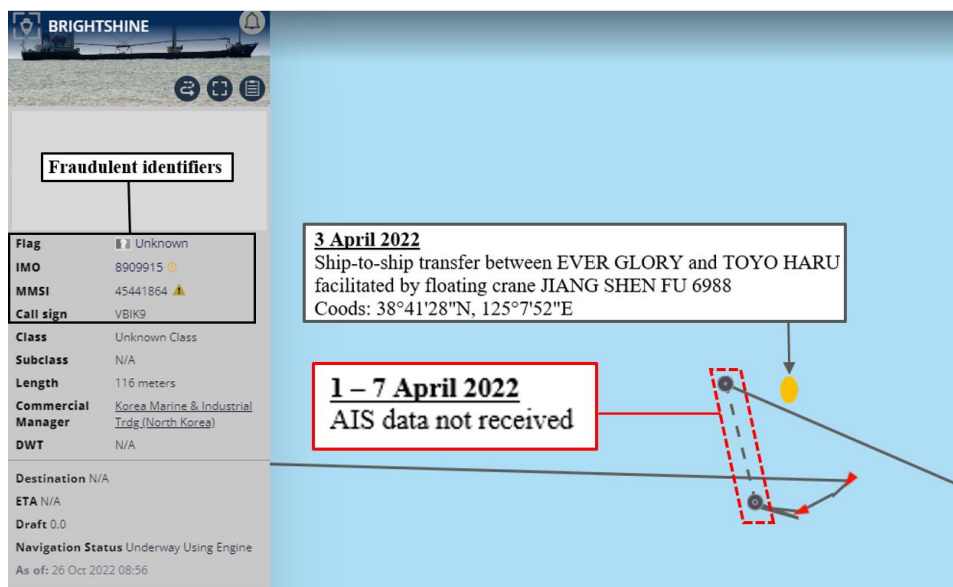 BRIGHTSHINE
Fraudulent identifiers
Flag Unknown
IMO 8909915
MMSI 45441864
Call sign VBIK9
Class Unknown Class
Subclass N/A
Length 116 meters
Commercial Manager Korea Marine & Industrial
Trdg (North Korea)
DWT N/A
Destination N/A
ETA N/A
Draft 0.0
Navigation Status Underway Using Engine
As of: 26 Oct 2022 08:56
3 April 2022
Ship-to-ship transfer between EVER GLORY and TOYO HARU
facilitated by floating crane JIANG SHEN FU 6988
Coods: 38°41'28"N, 125°7'52"E
1 – 7 April 2022
AIS data not received